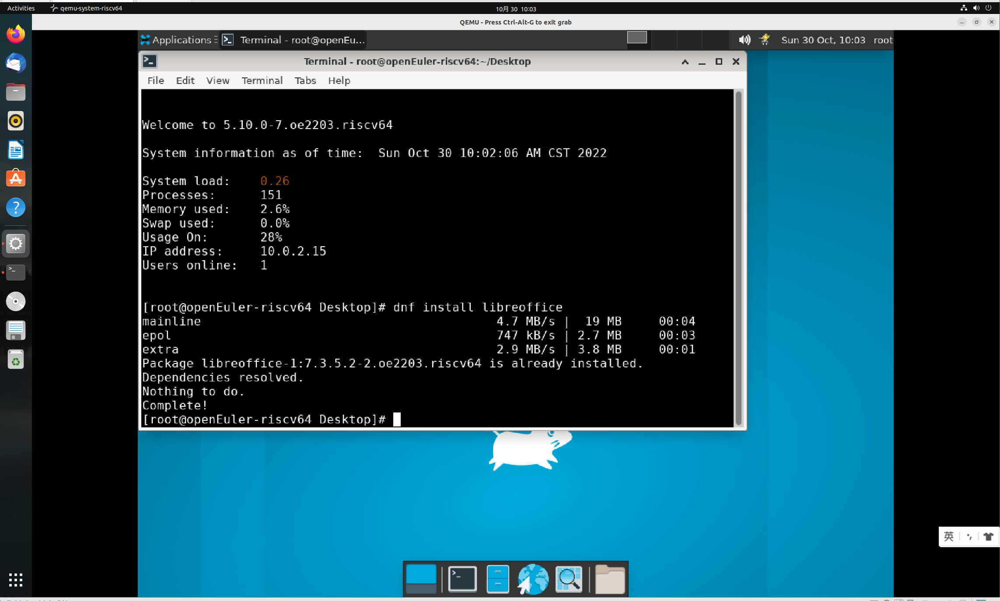 Activities
qemu-system-riscv64
10月 30 10:03
QEMU - Press Ctrl-Alt-G to exit grab
Applications
Terminal - root@openEu...
Sun 30 Oct, 10:03 root
Terminal - root@openEuler-riscv64:~/Desktop
File Edit View Terminal Tabs Help
Welcome to 5.10.0-7.oe2203.riscv64
System information as of time: Sun Oct 30 10:02:06 AM CST 2022
System load: 0.26
Processes: 151
Memory used: 2.6%
Swap used: 0.0%
Usage On: 28%
IP address: 10.0.2.15
Users online: 1
[root@openEuler-riscv64 Desktop]# dnf install libreoffice
mainline 4.7 MB/s | 19 MB 00:04
epol 747 kB/s | 2.7 MB 00:03
extra 2.9 MB/s | 3.8 MB 00:01
Package libreoffice-1:7.3.5.2-2.oe2203.riscv64 is already installed.
Dependencies resolved.
Nothing to do.
Complete!
[root@openEuler-riscv64 Desktop]#
英